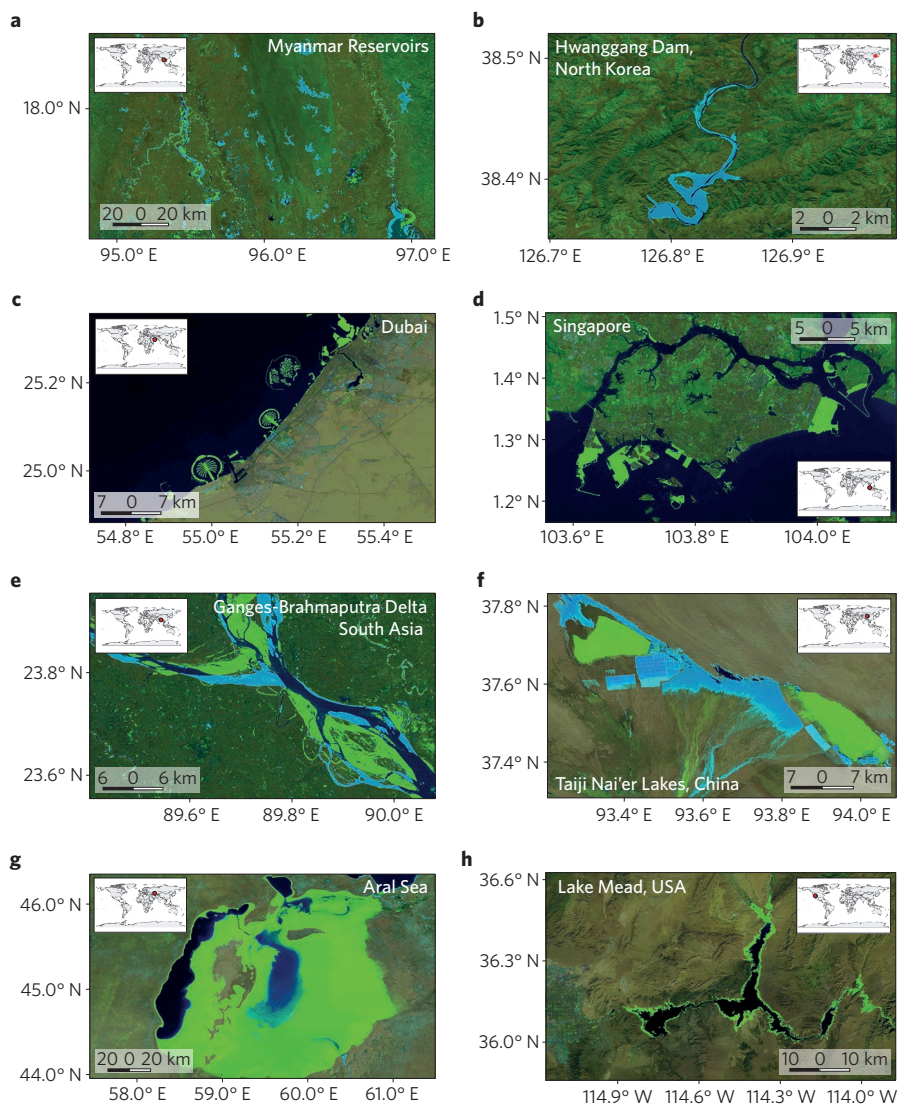 a
Myanmar Reservoirs
18.0° N
20 0 20 km
95.0° E 96.0° E 97.0° E
b
Hwanggang Dam,
North Korea
38.5° N
38.4° N
2 0 2 km
126.7° E 126.8° E 126.9° E
c
Dubai
25.2° N
25.0° N
7 0 7 km
54.8° E 55.0° E 55.2° E 55.4° E
d
Singapore
5 0 5 km
1.5° N
1.4° N
1.3° N
1.2° N
103.6° E 103.8° E 104.0° E
e
Ganges-Brahmaputra Delta
South Asia
23.8° N
23.6° N
6 0 6 km
89.6° E 89.8° E 90.0° E
f
37.8° N
37.6° N
37.4° N
Taiji Nai'er Lakes, China
7 0 7 km
93.4° E 93.6° E 93.8° E 94.0° E
g
Aral Sea
46.0° N
45.0° N
44.0° N
20 0 20 km
58.0° E 59.0° E 60.0° E 61.0° E
h
Lake Mead, USA
36.6° N
36.3° N
36.0° N
10 0 10 km
114.9° W 114.6° W 114.3° W 114.0° W